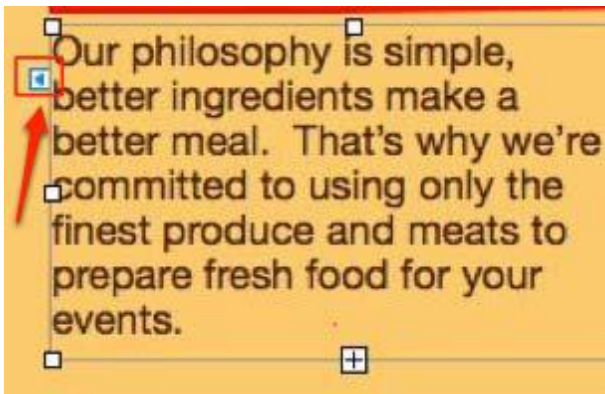 Our philosophy is simple,
better ingredients make a
better meal.  That's why we're
committed to using only the
finest produce and meats to
prepare fresh food for your
events.